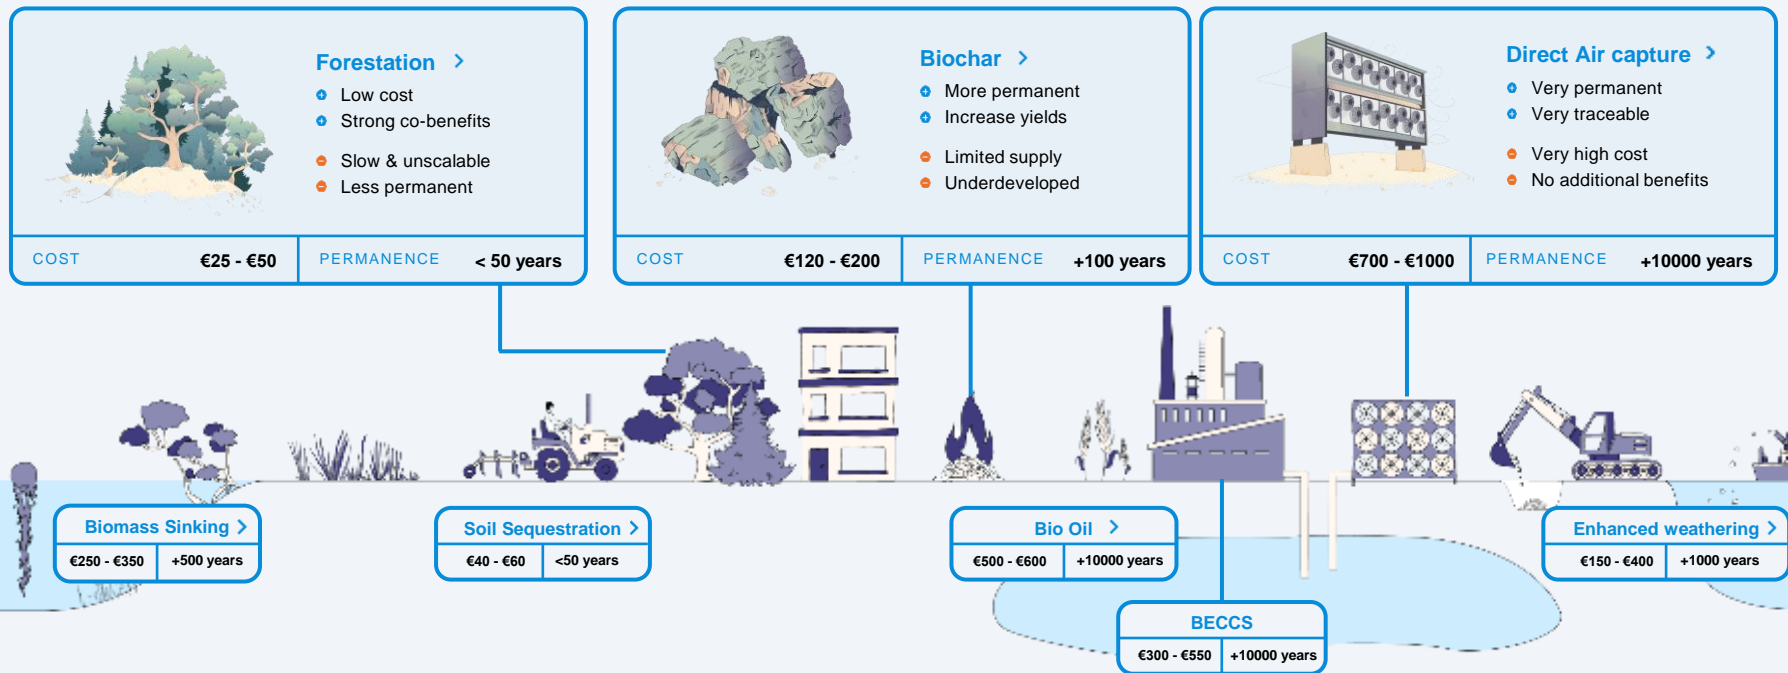 Forestation
Low cost
Strong co-benefits
Slow & unscalable
Less permanent
COST €25 - €50 PERMANENCE < 50 years
Biochar
More permanent
Increase yields
Limited supply
Underdeveloped
COST €120 - €200 PERMANENCE +100 years
Direct Air capture
Very permanent
Very traceable
Very high cost
No additional benefits
COST €700 - €1000 PERMANENCE +10000 years
Biomass Sinking
€250 - €350 +500 years
Soil Sequestration
€40 - €60 <50 years
Bio Oil
€500 - €600 +10000 years
Enhanced weathering
€150 - €400 +1000 years
BECCS
€300 - €550 +10000 years